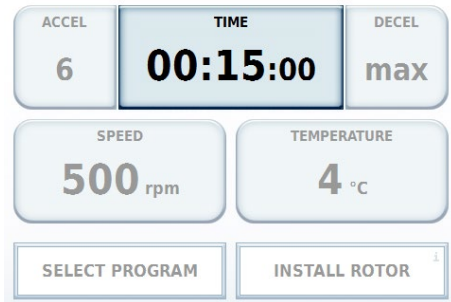 ACCEL TIME DECEL
6 00:15:00 max
SPEED TEMPERATURE
500 rpm 4 °C
SELECT PROGRAM INSTALL ROTOR i